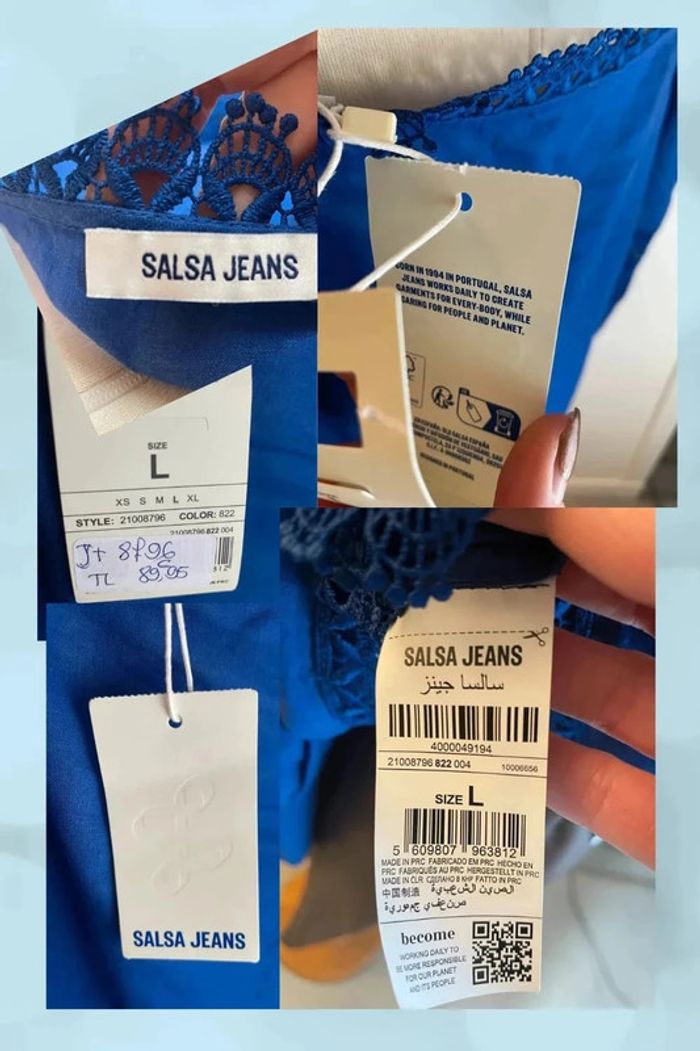 SALSA JEANS
BORN IN 1994 IN PORTUGAL, SALSA
JEANS WORKS DAILY TO CREATE
GARMENTS FOR EVERY-BODY, WHILE
CARING FOR PEOPLE AND PLANET.
SIZE
L
XS S M L XL
STYLE: 21008796 COLOR: 822
21008796 822 004
89.95
SALSA JEANS
SALSA JEANS
سالسا جينز
4000049194
21008796 822 004 10006656
SIZE L
5 609807 963812
MADE IN PRC FABRICADO EM PRC HECHO EN
PRC FABRIQUÉS AU PRC HERGESTELLT IN PRC
MADE IN ČLR СДЕЛАНО В КНР FATTO IN PRC
中国制造
become
WORKING DAILY TO
BE MORE RESPONSIBLE
FOR OUR PLANET
AND ITS PEOPLE